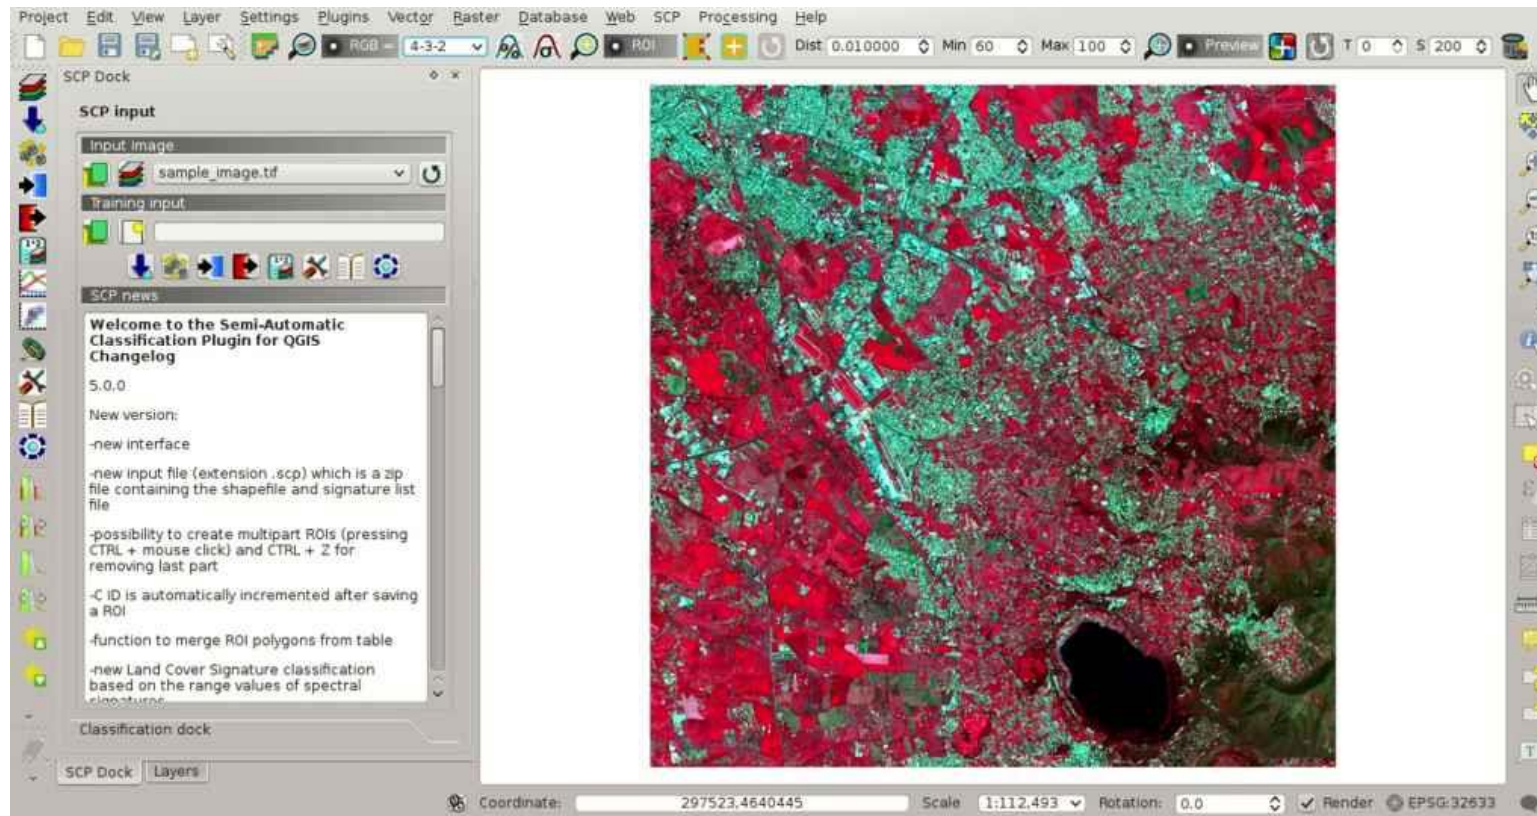 Project Edit View Layer Settings Plugins Vector Raster Database Web SCP Processing Help
RGB = 4-3-2 ROI Dist 0.010000 Min 60 Max 100 Preview T 0 S 200
SCP Dock
SCP input
Input image
sample_image.tif
Training input
SCP news
Welcome to the Semi-Automatic
Classification Plugin for QGIS
Changelog
5.0.0
New version:
-new interface
-new input file (extension .scp) which is a zip
file containing the shapefile and signature list
file
-possibility to create multipart ROIs (pressing
CTRL + mouse click) and CTRL + Z for
removing last part
-C ID is automatically incremented after saving
a ROI
-function to merge ROI polygons from table
-new Land Cover Signature classification
based on the range values of spectral
signatures
Classification dock
SCP Dock Layers
Coordinate: 297523,4640445 Scale 1:112,493 Rotation: 0.0 Render EPSG:32633